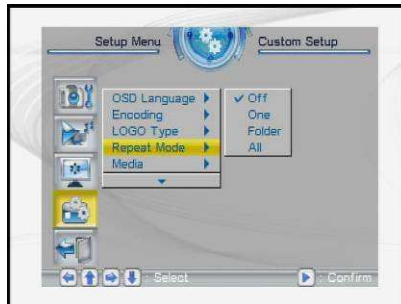 Setup Menu
Custom Setup
OSD Language
Encoding
LOGO Type
Repeat Mode
Media
Off
One
Folder
All
: Select
: Confirm